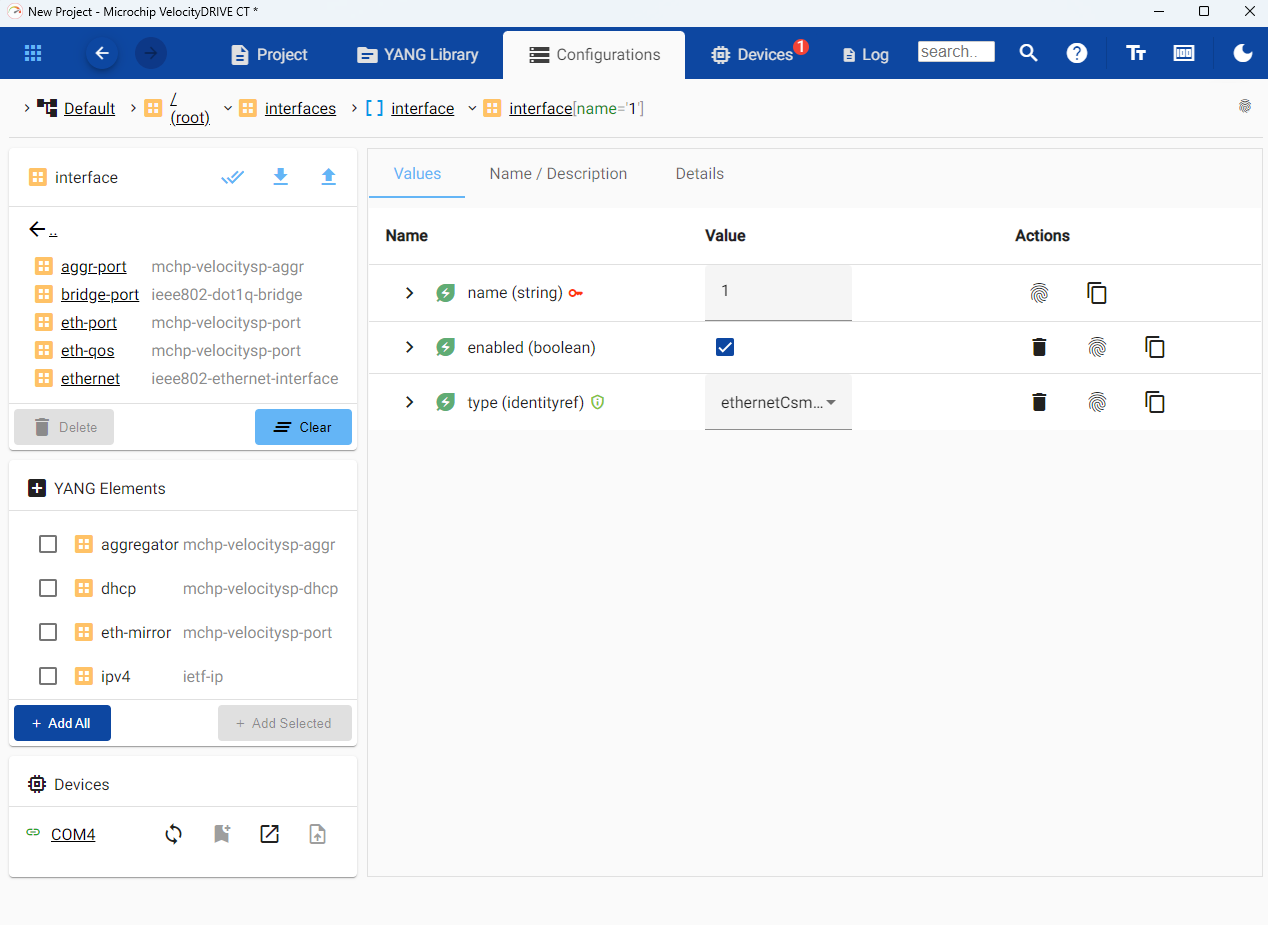 New Project - Microchip VelocityDRIVE CT *
Project
YANG Library
Configurations
Devices
1
Log
search..
Default
/
(root)
interfaces
interface
interface[name='1']
interface
..
aggr-port mchp-velocitysp-aggr
bridge-port ieee802-dot1q-bridge
eth-port mchp-velocitysp-port
eth-qos mchp-velocitysp-port
ethernet ieee802-ethernet-interface
Delete
Clear
YANG Elements
aggregator mchp-velocitysp-aggr
dhcp mchp-velocitysp-dhcp
eth-mirror mchp-velocitysp-port
ipv4 ietf-ip
+ Add All
+ Add Selected
Devices
COM4
Values
Name / Description
Details
Name Value Actions
name (string) 1
enabled (boolean)
type (identityref) ethernetCsm...